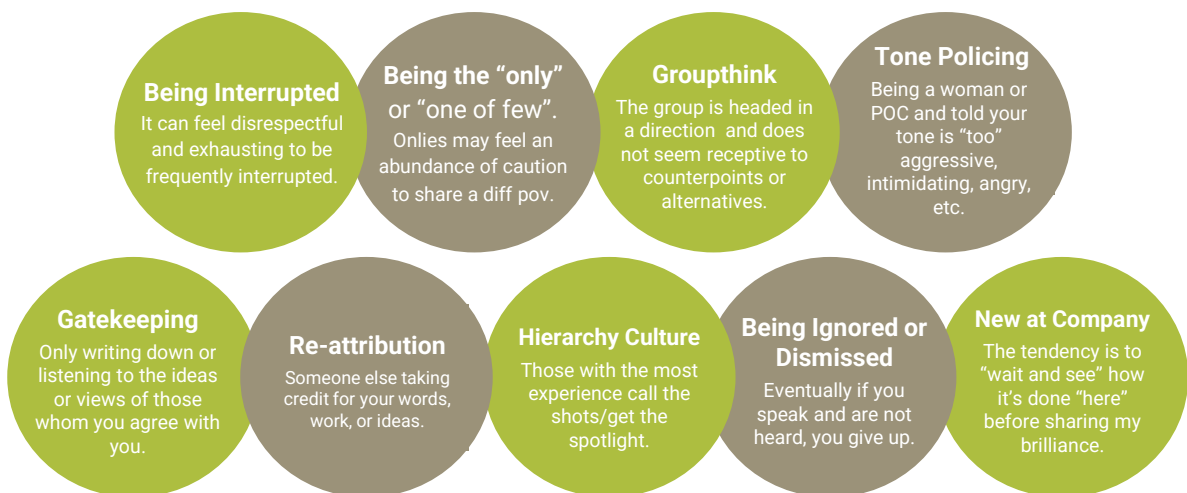 Being Interrupted
It can feel disrespectful
and exhausting to be
frequently interrupted.
Being the “only”
or “one of few”.
Onlies may feel an
abundance of caution
to share a diff pov.
Groupthink
The group is headed in
a direction and does
not seem receptive to
counterpoints or
alternatives.
Tone Policing
Being a woman or
POC and told your
tone is “too”
aggressive,
intimidating, angry,
etc.
Gatekeeping
Only writing down or
listening to the ideas
or views of those
whom you agree with
you.
Re-attribution
Someone else taking
credit for your words,
work, or ideas.
Hierarchy Culture
Those with the most
experience call the
shots/get the
spotlight.
Being Ignored or
Dismissed
Eventually if you
speak and are not
heard, you give up.
New at Company
The tendency is to
“wait and see” how
it’s done “here”
before sharing my
brilliance.